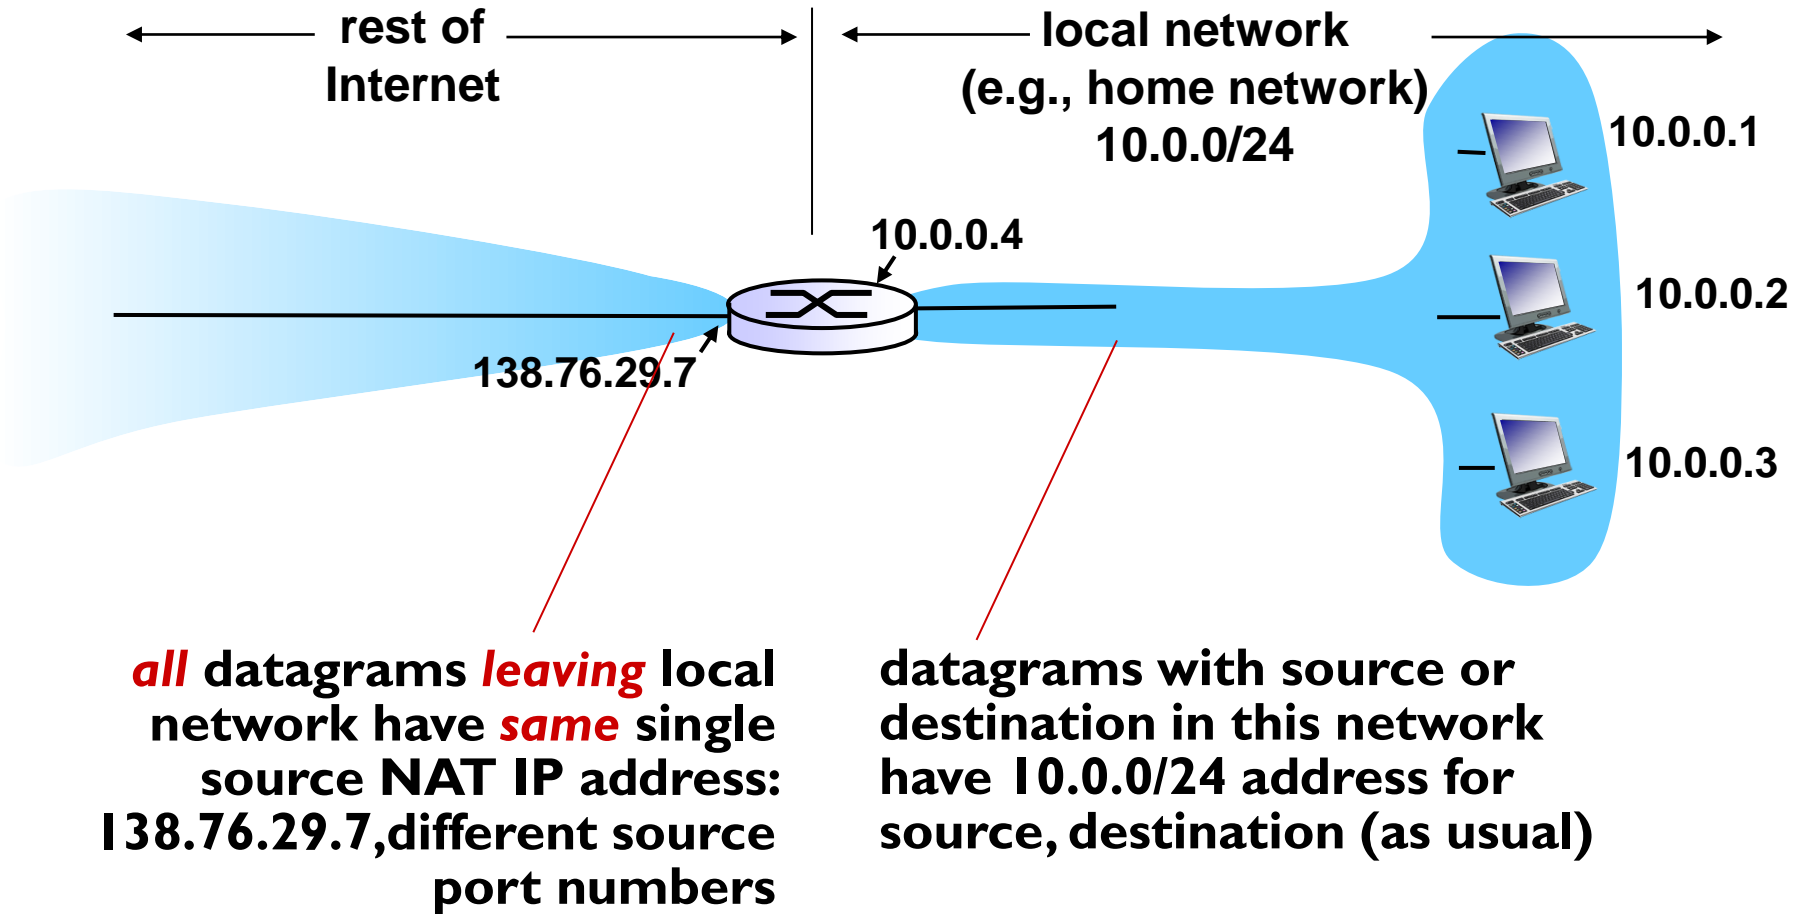 rest of
Internet
local network
(e.g., home network)
10.0.0/24
10.0.0.1
10.0.0.4
10.0.0.2
138.76.29.7
10.0.0.3
all datagrams leaving local
network have same single
source NAT IP address:
138.76.29.7,different source
port numbers
datagrams with source or
destination in this network
have 10.0.0/24 address for
source, destination (as usual)